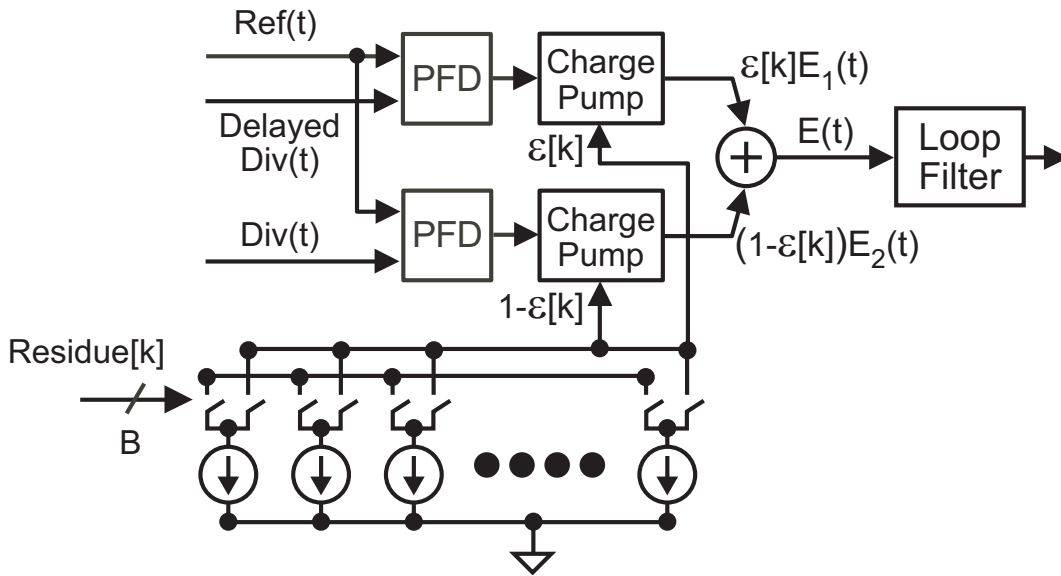 Ref(t)
PFD
Charge
Pump
ε[k]E₁(t)
Delayed
Div(t)
ε[k]
E(t)
Loop
Filter
Div(t)
PFD
Charge
Pump
(1-ε[k])E₂(t)
1-ε[k]
Residue[k]
B